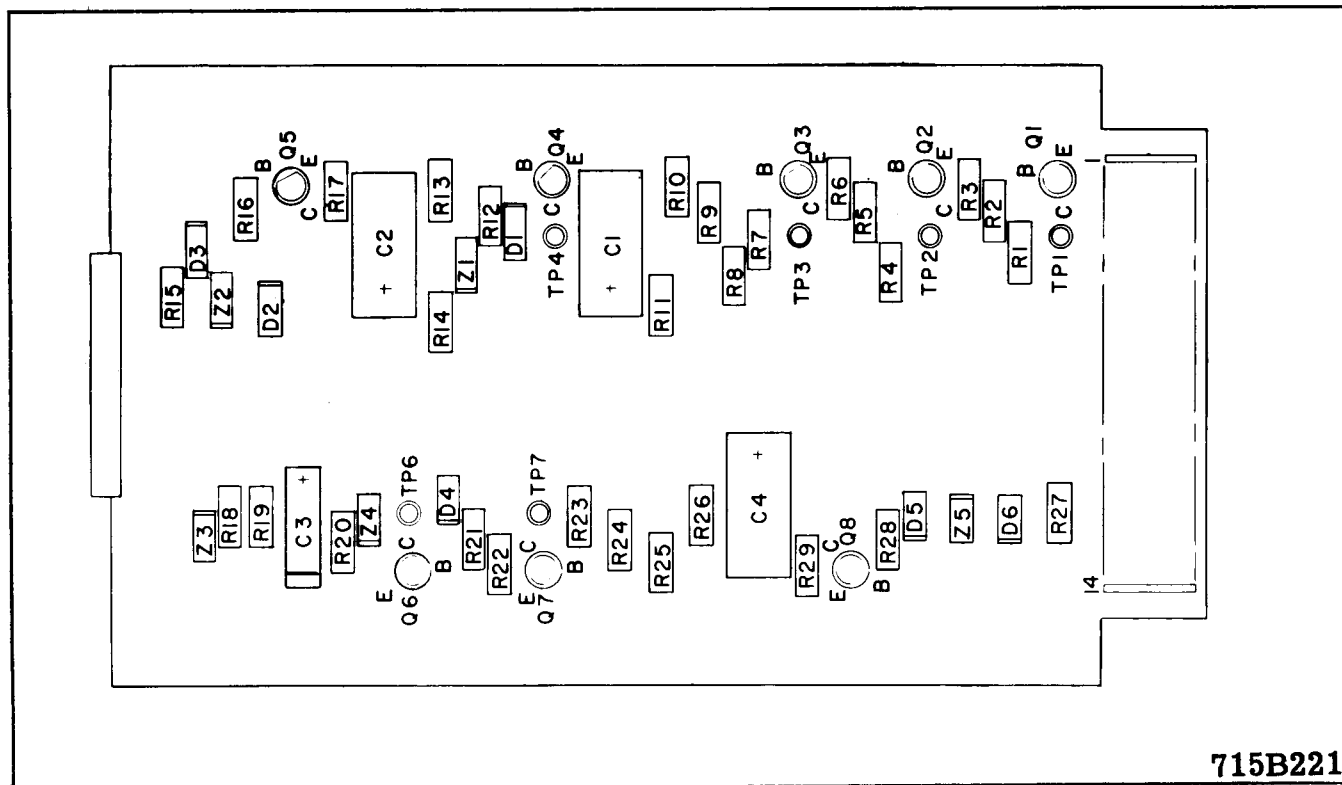 B Q5 E C
R17
R16
D3
R15
Z2
D2
C2 +
R13
R12
D1
Z1
R14
B Q4 E C
TP4
C1 +
R10
R9
R7
R8
R11
B Q3 E C
TP3
R6
R5
R4
B Q2 E C
TP2
R3
R2
R1
B Q1 E C
TP1
1
Z3
R18
R19
C3 +
R20
Z4
TP6
C B E Q6
D4
R21
R22
TP7
C B E Q7
R23
R24
R25
R26
C4 +
R29
C Q8 B E
R28
D5
Z5
D6
R27
14
715B221